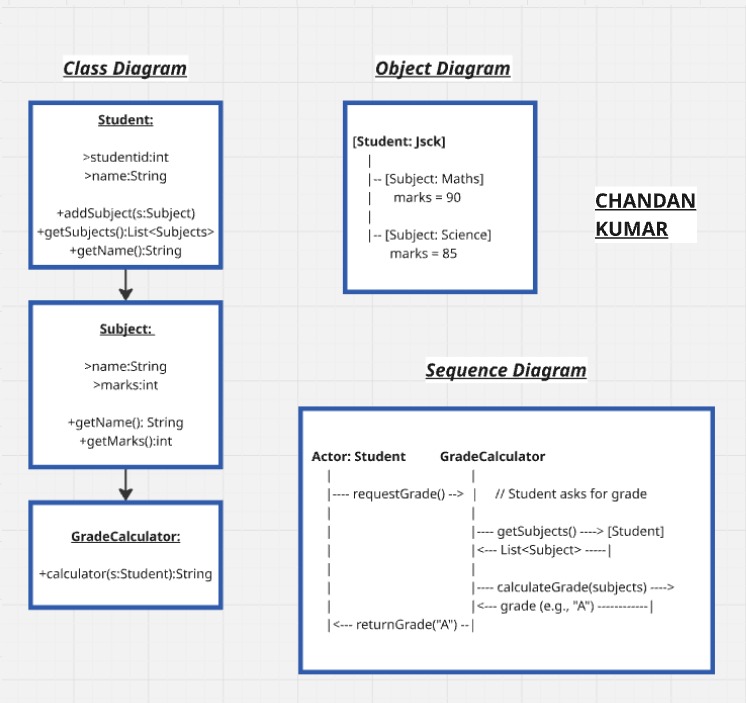 Class Diagram
Student:
>studentid:int
>name:String
+addSubject(s:Subject)
+getSubjects():List<Subjects>
+getName():String
Subject:
>name:String
>marks:int
+getName(); String
+getMarks():int
GradeCalculator:
+calculator(s:Student):String
Object Diagram
[Student: Jsck]
|
|-- [Subject: Maths]
| marks = 90
|
|-- [Subject: Science]
marks = 85
CHANDAN
KUMAR
Sequence Diagram
Actor: Student GradeCalculator
| |
|---- requestGrade() --> | // Student asks for grade
| |
| |---- getSubjects() ----> [Student]
| |<--- List<Subject> -----|
| |
| |---- calculateGrade(subjects) ---->
| |<--- grade (e.g., "A") ------------|
|<--- returnGrade("A") --|